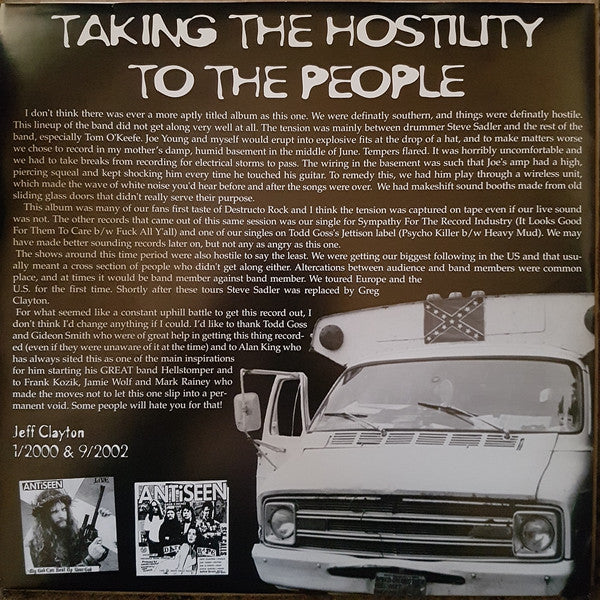 TAKING THE HOSTILITY
TO THE PEOPLE
I don't think there was ever a more aptly titled album as this one. We were definatly southern, and things were definatly hostile.
This lineup of the band did not get along very well at all. The tension was mainly between drummer Steve Sadler and the rest of the
band, especially Tom O'Keefe. Joe Young and myself would erupt into explosive fits at the drop of a hat, and to make matters worse
we chose to record in my mother's damp, humid basement in the middle of June. Tempers flared. It was horribly uncomfortable and
we had to take breaks from recording for electrical storms to pass. The wiring in the basement was such that Joe's amp had a high,
piercing squeal and kept shocking him every time he touched his guitar. To remedy this, we had him play through a wireless unit,
which made the wave of white noise you'd hear before and after the songs were over. We had makeshift sound booths made from old
sliding glass doors that didn't really serve their purpose.
This album was many of our fans first taste of Destructo Rock and I think the tension was captured on tape even if our live sound
was not. The other records that came out of this same session was our single for Sympathy For The Record Industry (It Looks Good
For Them To Care b/w Fuck All Y'all) and one of our singles on Todd Goss's Jettison label (Psycho Killer b/w Heavy Mud). We may
have made better sounding records later on, but not any as angry as this one.
The shows around this time period were also hostile to say the least. We were getting our biggest following in the US and that usu-
ally meant a cross section of people who didn't get along either. Altercations between audience and band members were common
place, and at times it would be band member against band member. We toured Europe and the
U.S. for the first time. Shortly after these tours Steve Sadler was replaced by Greg
Clayton.
For what seemed like a constant uphill battle to get this record out, I
don't think I'd change anything if I could. I'd like to thank Todd Goss
and Gideon Smith who were of great help in getting this thing record-
ed (even if they were unaware of it at the time) and to Alan King who
has always sited this as one of the main inspirations
for him starting his GREAT band Hellstomper and
to Frank Kozik, Jamie Wolf and Mark Rainey who
made the moves not to let this one slip into a per-
manent void. Some people will hate you for that!
Jeff Clayton
1/2000 & 9/2002
ANTiSEEN
LIVE
ANTiSEEN